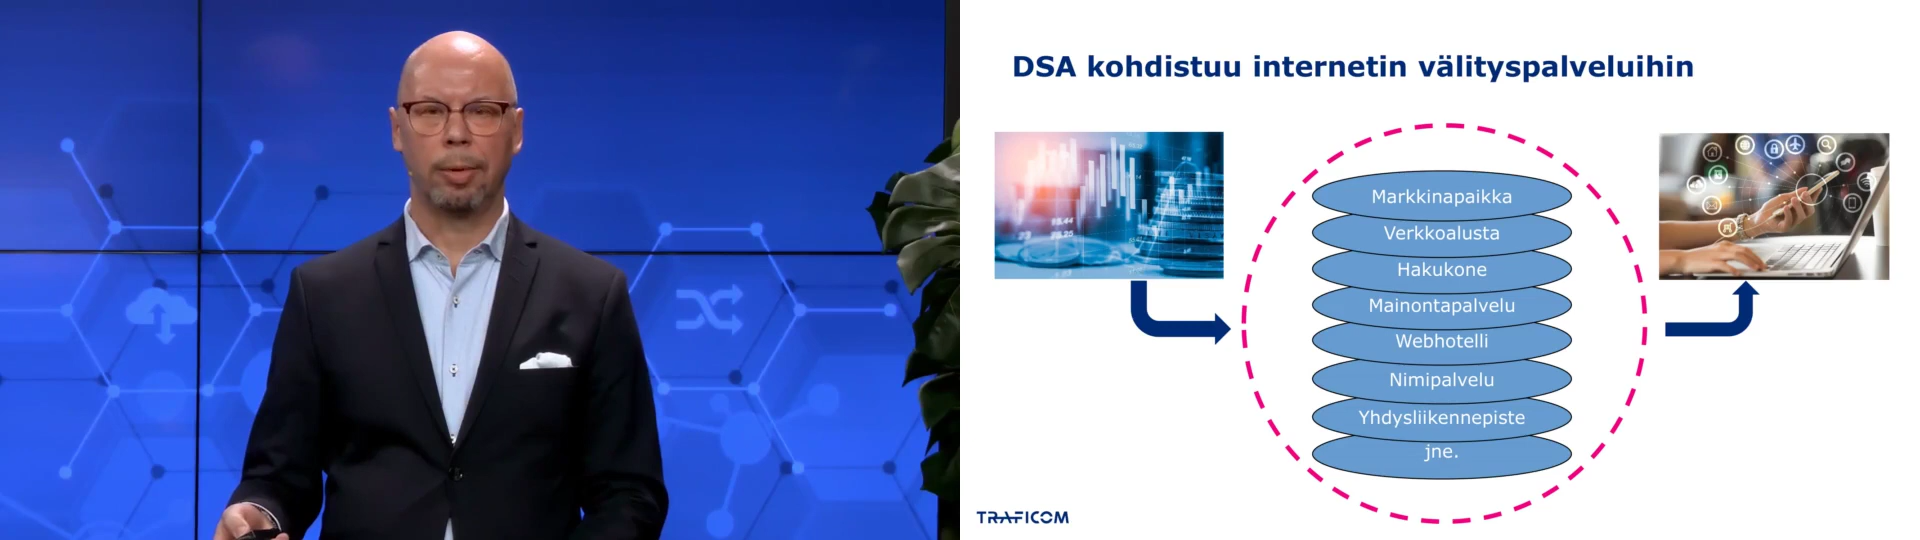 DSA kohdistuu internetin välityspalveluihin
Markkinapaikka
Verkkoalusta
Hakukone
Mainontapalvelu
Webhotelli
Nimipalvelu
Yhdysliikennepiste
jne.
TRAFICOM